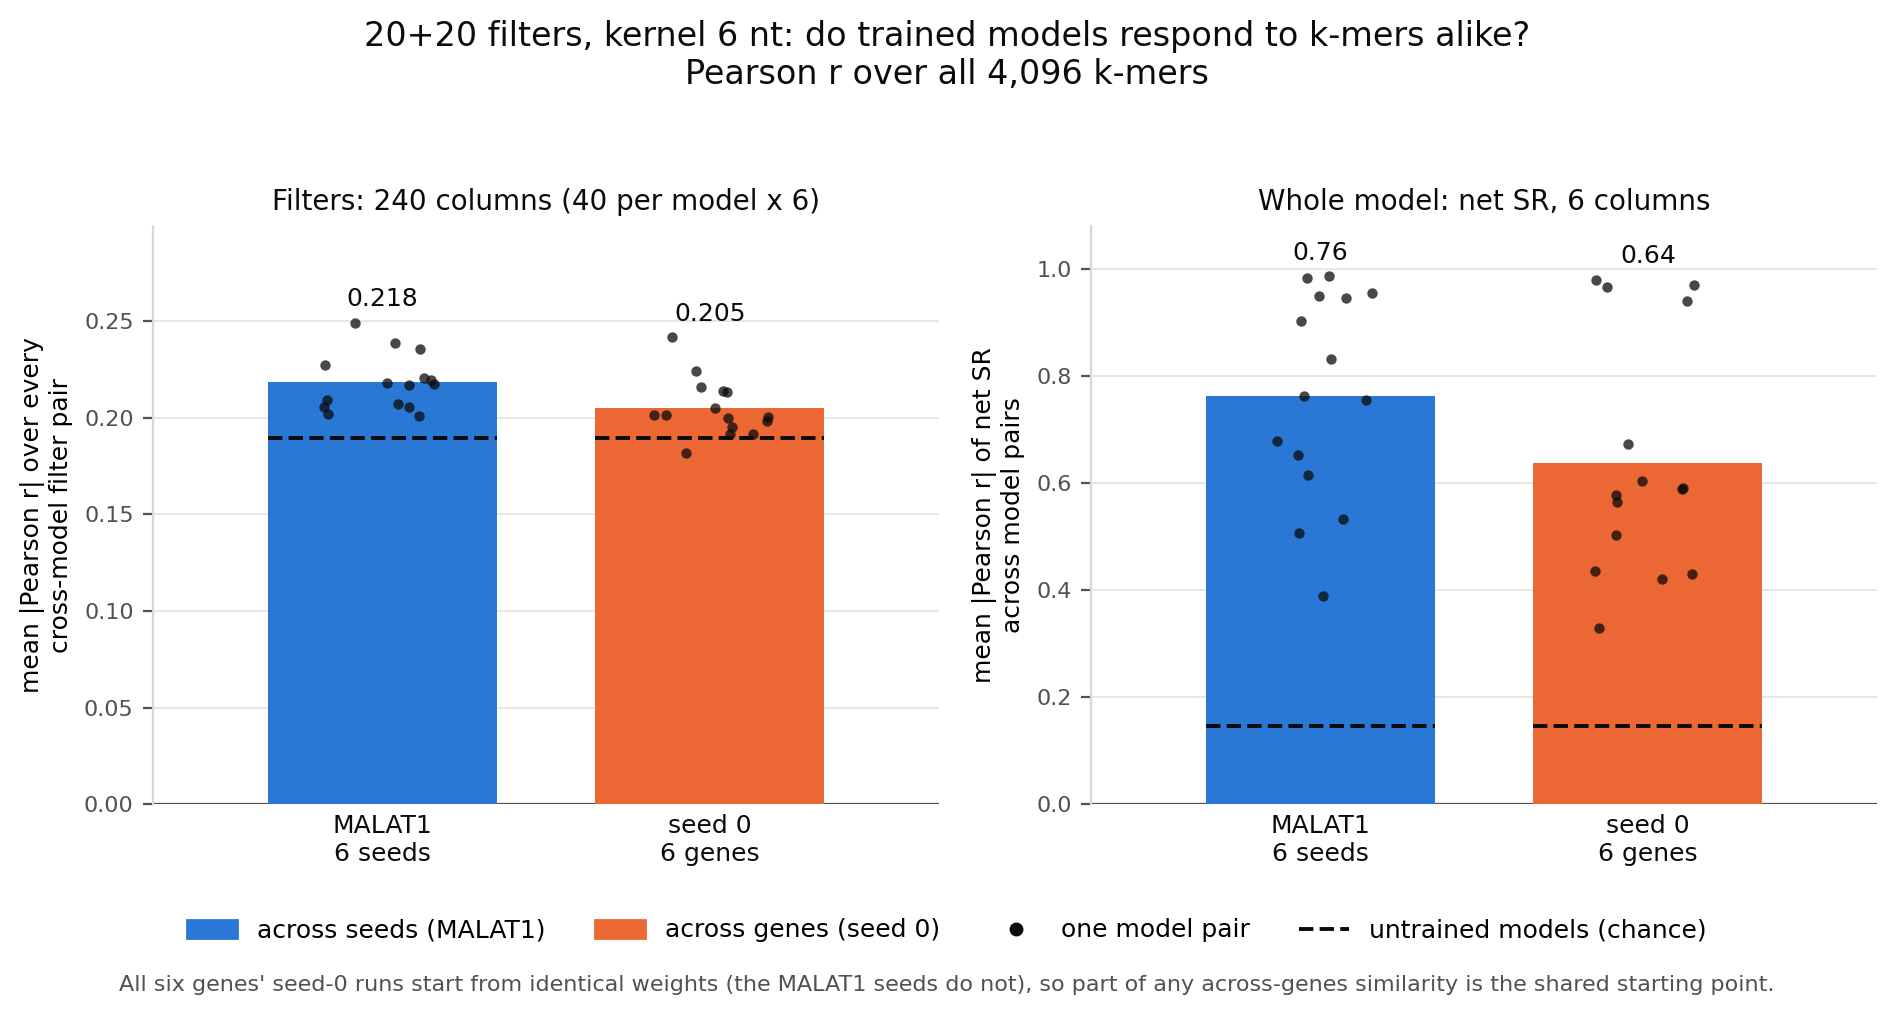 20+20 filters, kernel 6 nt: do trained models respond to k-mers alike?
Pearson r over all 4,096 k-mers
Filters: 240 columns (40 per model x 6)
mean |Pearson r| over every
cross-model filter pair
0.25
0.20
0.15
0.10
0.05
0.00
0.218
0.205
MALAT1
6 seeds
seed 0
6 genes
Whole model: net SR, 6 columns
mean |Pearson r| of net SR
across model pairs
1.0
0.8
0.6
0.4
0.2
0.0
0.76
0.64
MALAT1
6 seeds
seed 0
6 genes
across seeds (MALAT1)
across genes (seed 0)
one model pair
untrained models (chance)
All six genes' seed-0 runs start from identical weights (the MALAT1 seeds do not), so part of any across-genes similarity is the shared starting point.